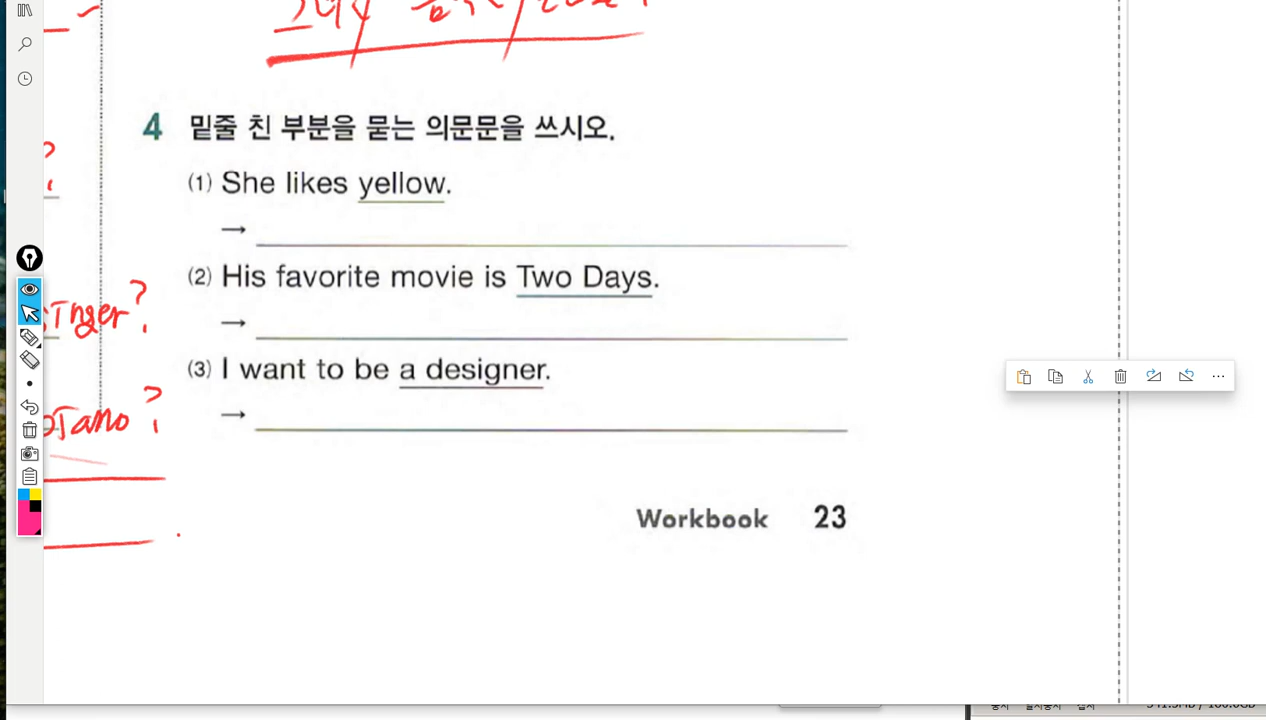 4 밑줄 친 부분을 묻는 의문문을 쓰시오.
(1) She likes yellow.
→
(2) His favorite movie is Two Days.
→
(3) I want to be a designer.
→
?
?
?
Workbook 23